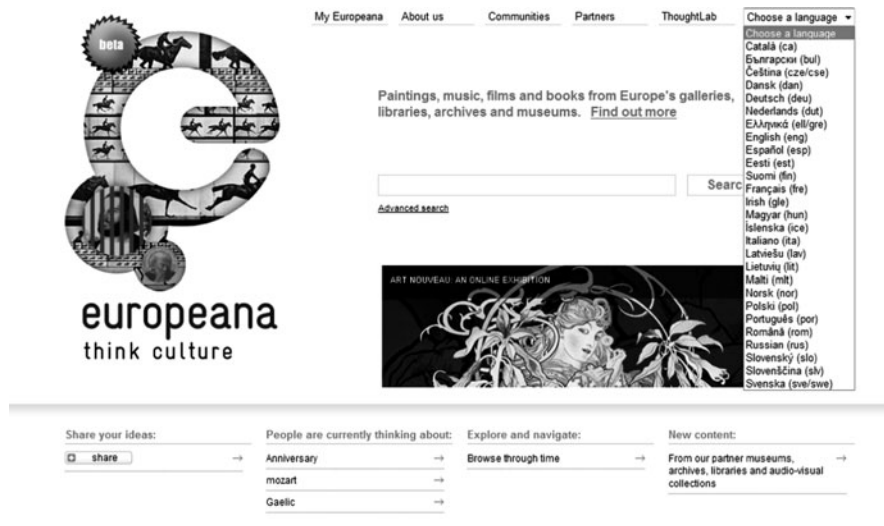 My Europeana About us Communities Partners ThoughtLab Choose a language
beta
Choose a language
Català (ca)
Български (bul)
Čeština (cze/cse)
Dansk (dan)
Deutsch (deu)
Nederlands (dut)
Ελληνικά (ell/gre)
English (eng)
Español (esp)
Eesti (est)
Suomi (fin)
Français (fre)
Irish (gle)
Magyar (hun)
Íslenska (ice)
Italiano (ita)
Latviešu (lav)
Lietuvių (lit)
Malti (mlt)
Norsk (nor)
Polski (pol)
Português (por)
Română (rom)
Russian (rus)
Slovenský (slo)
Slovenščina (slv)
Svenska (sve/swe)
Paintings, music, films and books from Europe's galleries,
libraries, archives and museums. Find out more
Searc
Advanced search
ART NOUVEAU: AN ONLINE EXHIBITION
europeana
think culture
Share your ideas:
share
People are currently thinking about:
Anniversary
mozart
Gaelic
Explore and navigate:
Browse through time
New content:
From our partner museums,
archives, libraries and audio-visual
collections